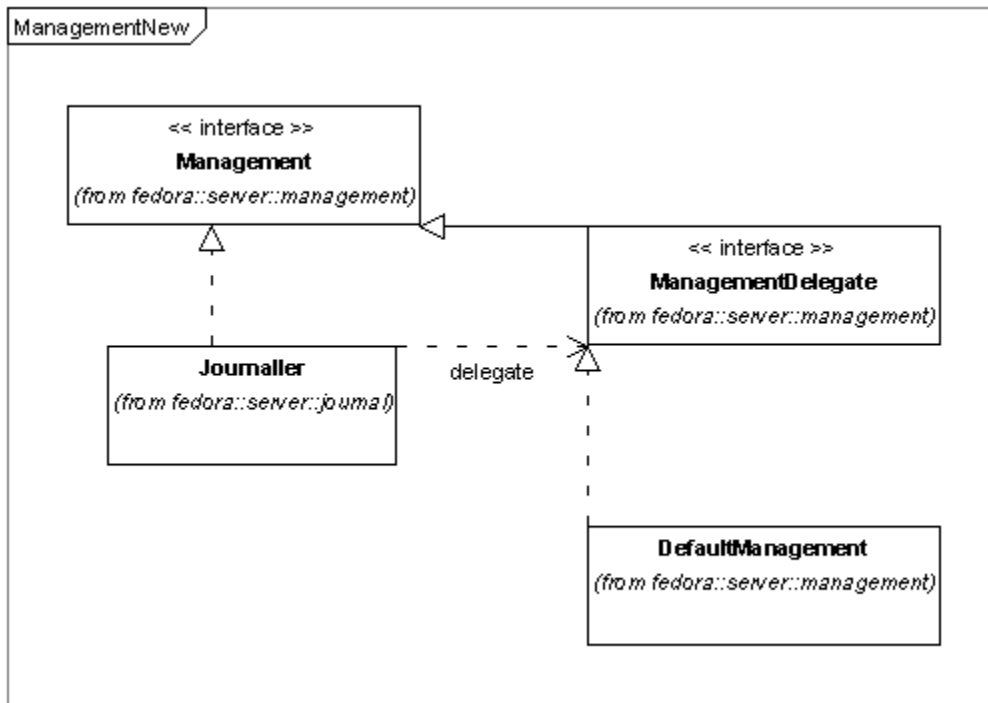 ManagementNew
<< interface >>
Management
(from fedora::server::management)
<< interface >>
ManagementDelegate
(from fedora::server::management)
Journaller
(from fedora::server::journal)
delegate
DefaultManagement
(from fedora::server::management)